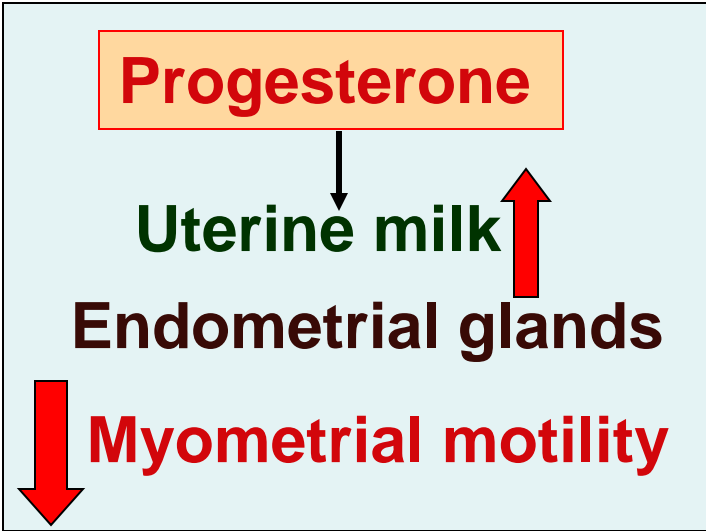 Progesterone
Uterine milk
Endometrial glands
Myometrial motility